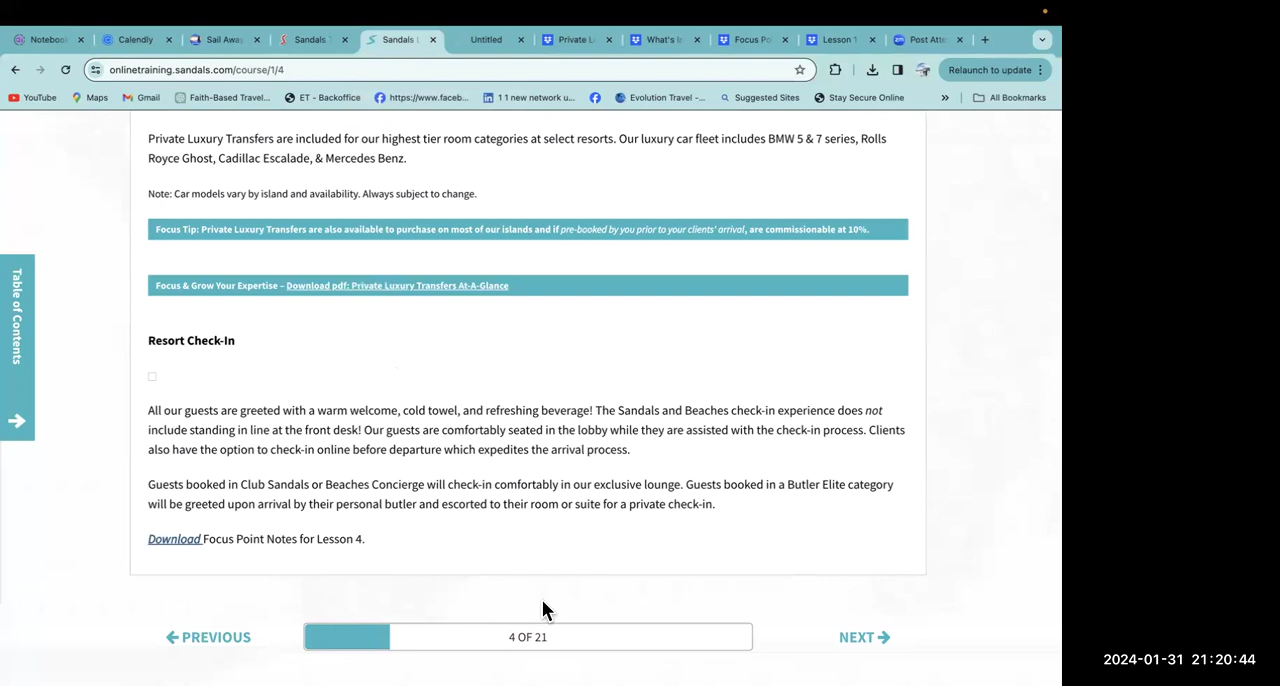 Notebook
Calendly
Sail Away
Sandals
Sandals
Untitled
Private L
What's I
Focus Po
Lesson 1
Post Atte
onlinetraining.sandals.com/course/1/4
Relaunch to update
YouTube
Maps
Gmail
Faith-Based Travel...
ET - Backoffice
https://www.faceb...
1 1 new network u...
Evolution Travel -...
Suggested Sites
Stay Secure Online
All Bookmarks
Private Luxury Transfers are included for our highest tier room categories at select resorts. Our luxury car fleet includes BMW 5 & 7 series, Rolls
Royce Ghost, Cadillac Escalade, & Mercedes Benz.
Note: Car models vary by island and availability. Always subject to change.
Focus Tip: Private Luxury Transfers are also available to purchase on most of our islands and if pre-booked by you prior to your clients' arrival, are commissionable at 10%.
Focus & Grow Your Expertise – Download pdf: Private Luxury Transfers At-A-Glance
Table of Contents
Resort Check-In
All our guests are greeted with a warm welcome, cold towel, and refreshing beverage! The Sandals and Beaches check-in experience does not
include standing in line at the front desk! Our guests are comfortably seated in the lobby while they are assisted with the check-in process. Clients
also have the option to check-in online before departure which expedites the arrival process.
Guests booked in Club Sandals or Beaches Concierge will check-in comfortably in our exclusive lounge. Guests booked in a Butler Elite category
will be greeted upon arrival by their personal butler and escorted to their room or suite for a private check-in.
Download Focus Point Notes for Lesson 4.
PREVIOUS
4 OF 21
NEXT
2024-01-31 21:20:44